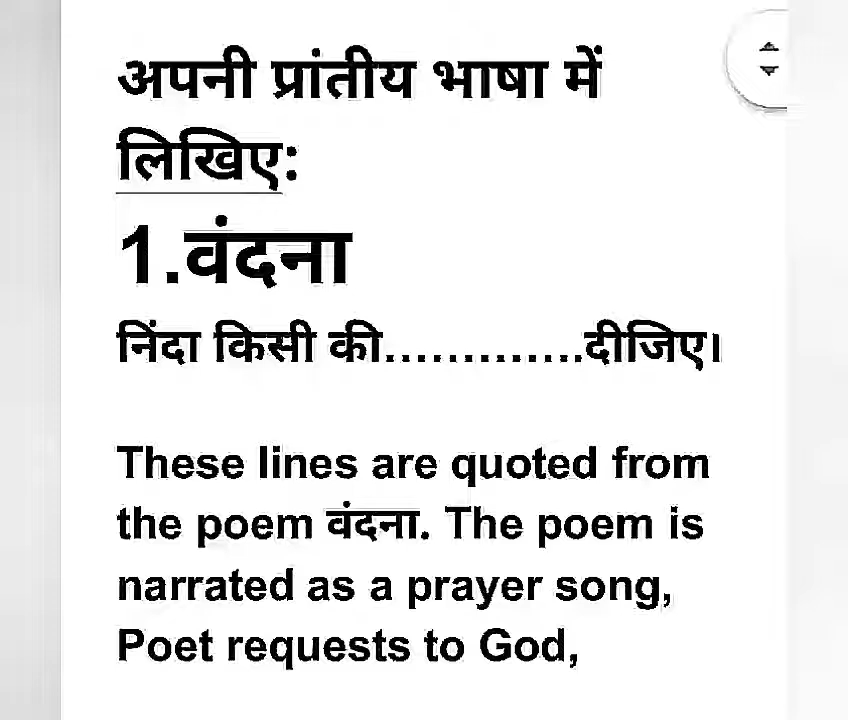 अपनी प्रांतीय भाषा में
लिखिए:
1.वंदना
निंदा किसी की.............दीजिए।
These lines are quoted from
the poem वंदना. The poem is
narrated as a prayer song,
Poet requests to God,